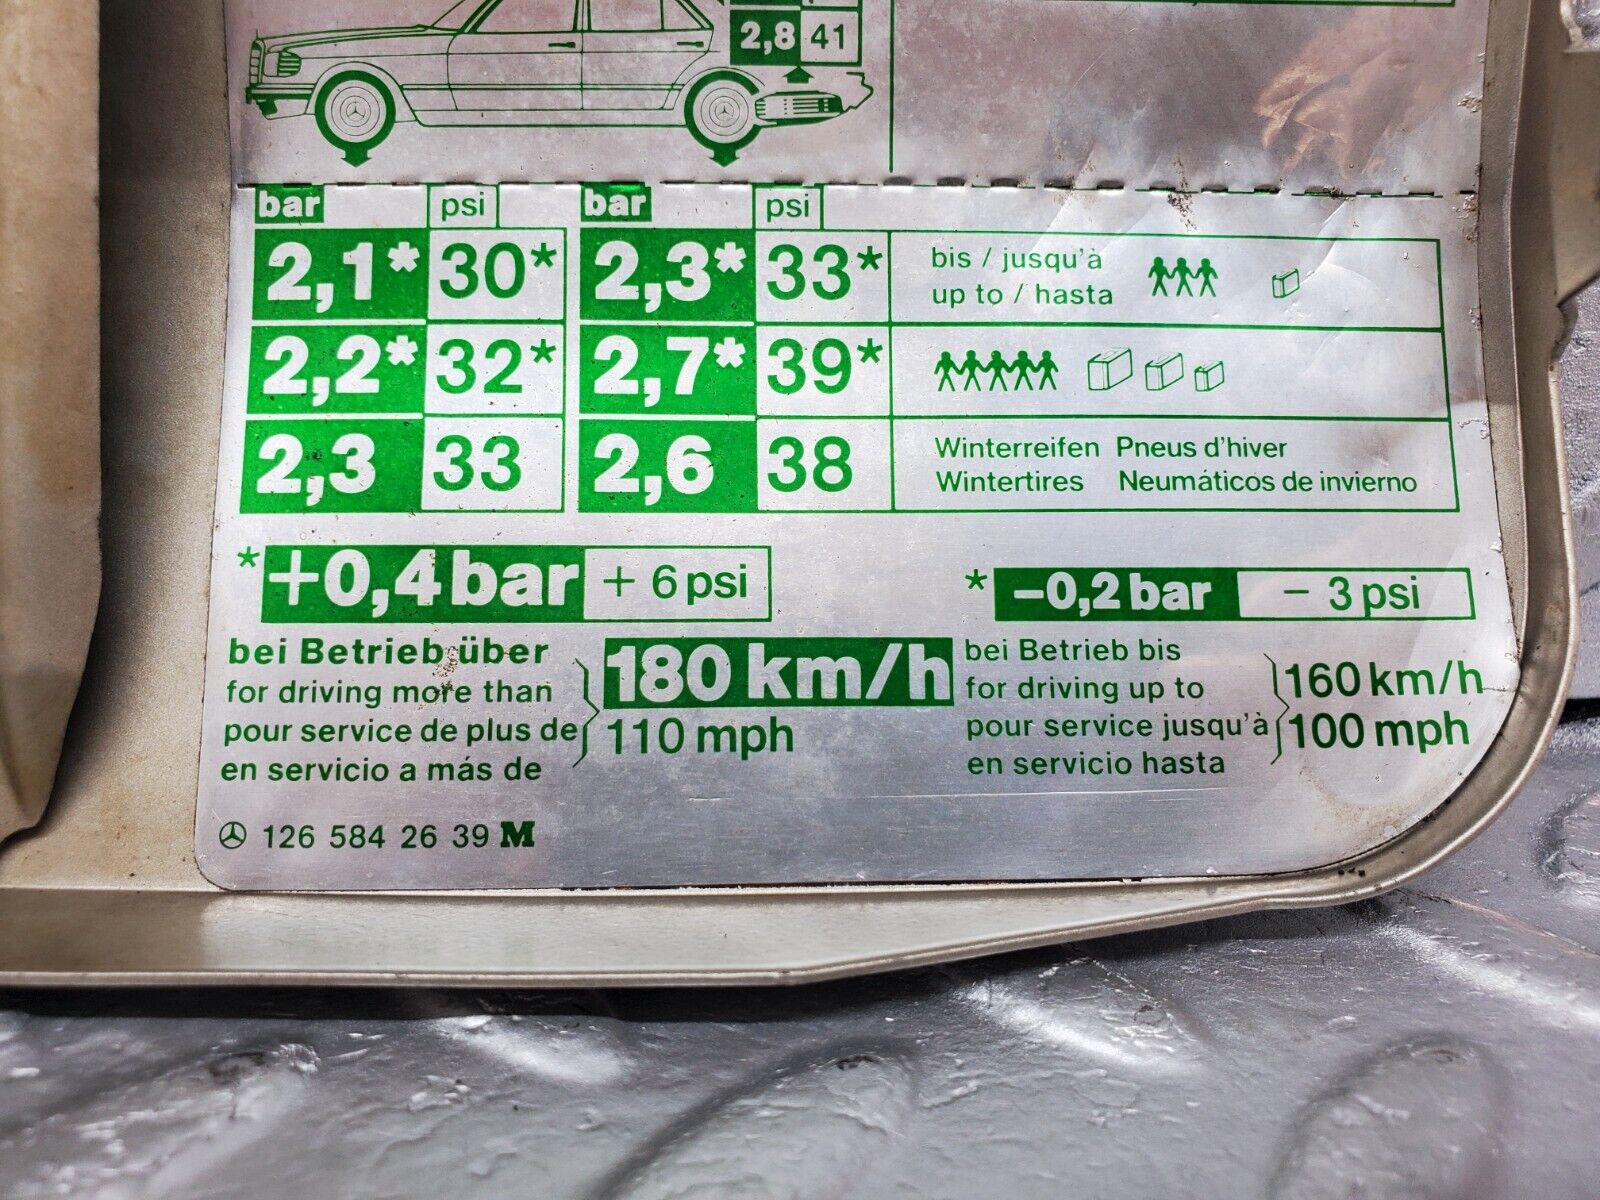 2,8 41
bar psi bar psi
2,1* 30* 2,3* 33* bis / jusqu'à
up to / hasta
2,2* 32* 2,7* 39*
2,3 33 2,6 38 Winterreifen Pneus d'hiver
Wintertires Neumáticos de invierno
* +0,4 bar + 6 psi
bei Betrieb über
for driving more than
pour service de plus de
en servicio a más de
180 km/h
110 mph
* −0,2 bar − 3 psi
bei Betrieb bis
for driving up to
pour service jusqu'à
en servicio hasta
160 km/h
100 mph
126 584 26 39 M